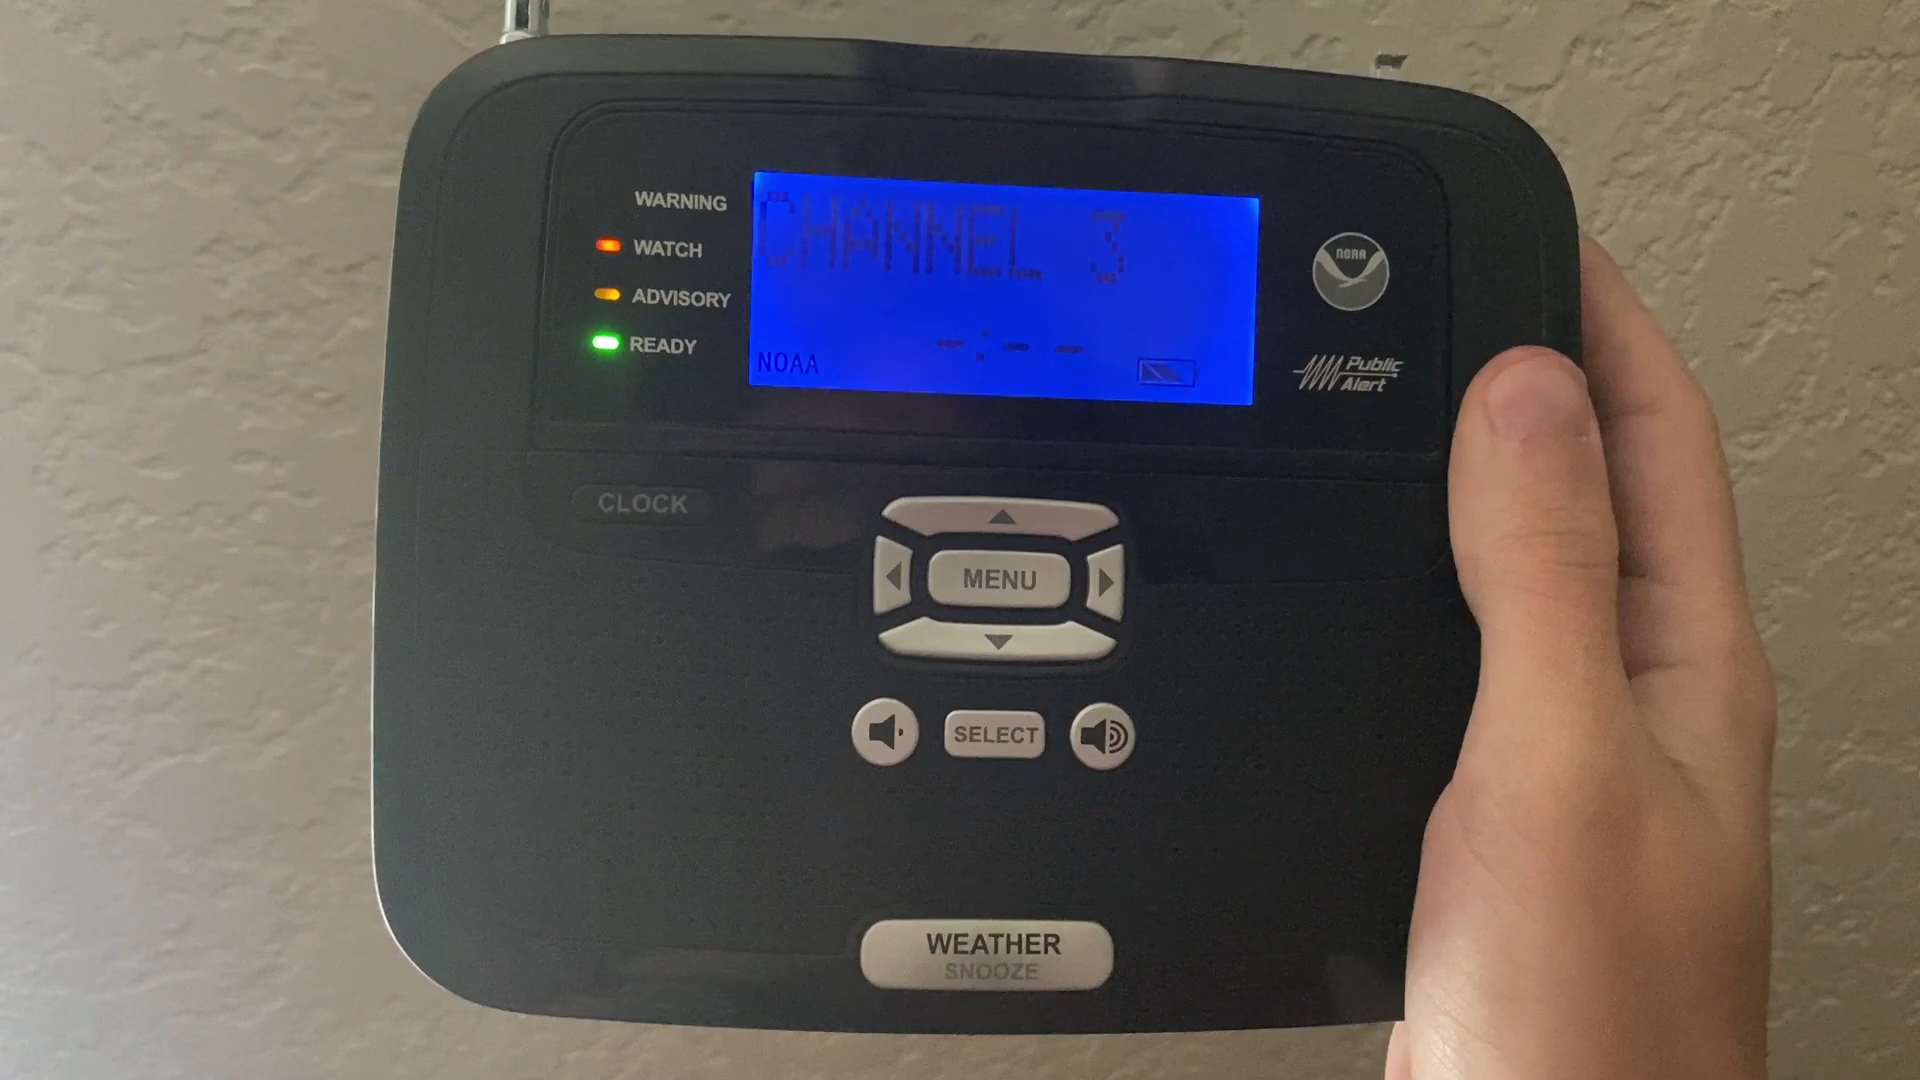 WARNING
CHANNEL 3
WATCH
ADVISORY
READY
NOAA
-:--
NOAA
Public
Alert
CLOCK
MENU
SELECT
WEATHER
SNOOZE